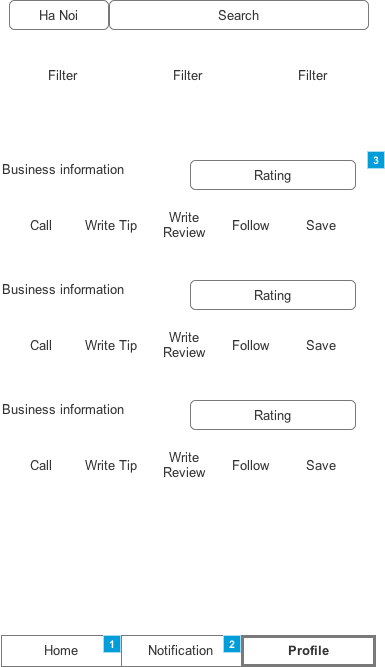 Ha Noi Search
Filter Filter Filter
3
Business information Rating
Call Write Tip Write Review Follow Save
Business information Rating
Call Write Tip Write Review Follow Save
Business information Rating
Call Write Tip Write Review Follow Save
Home 1 Notification 2 Profile